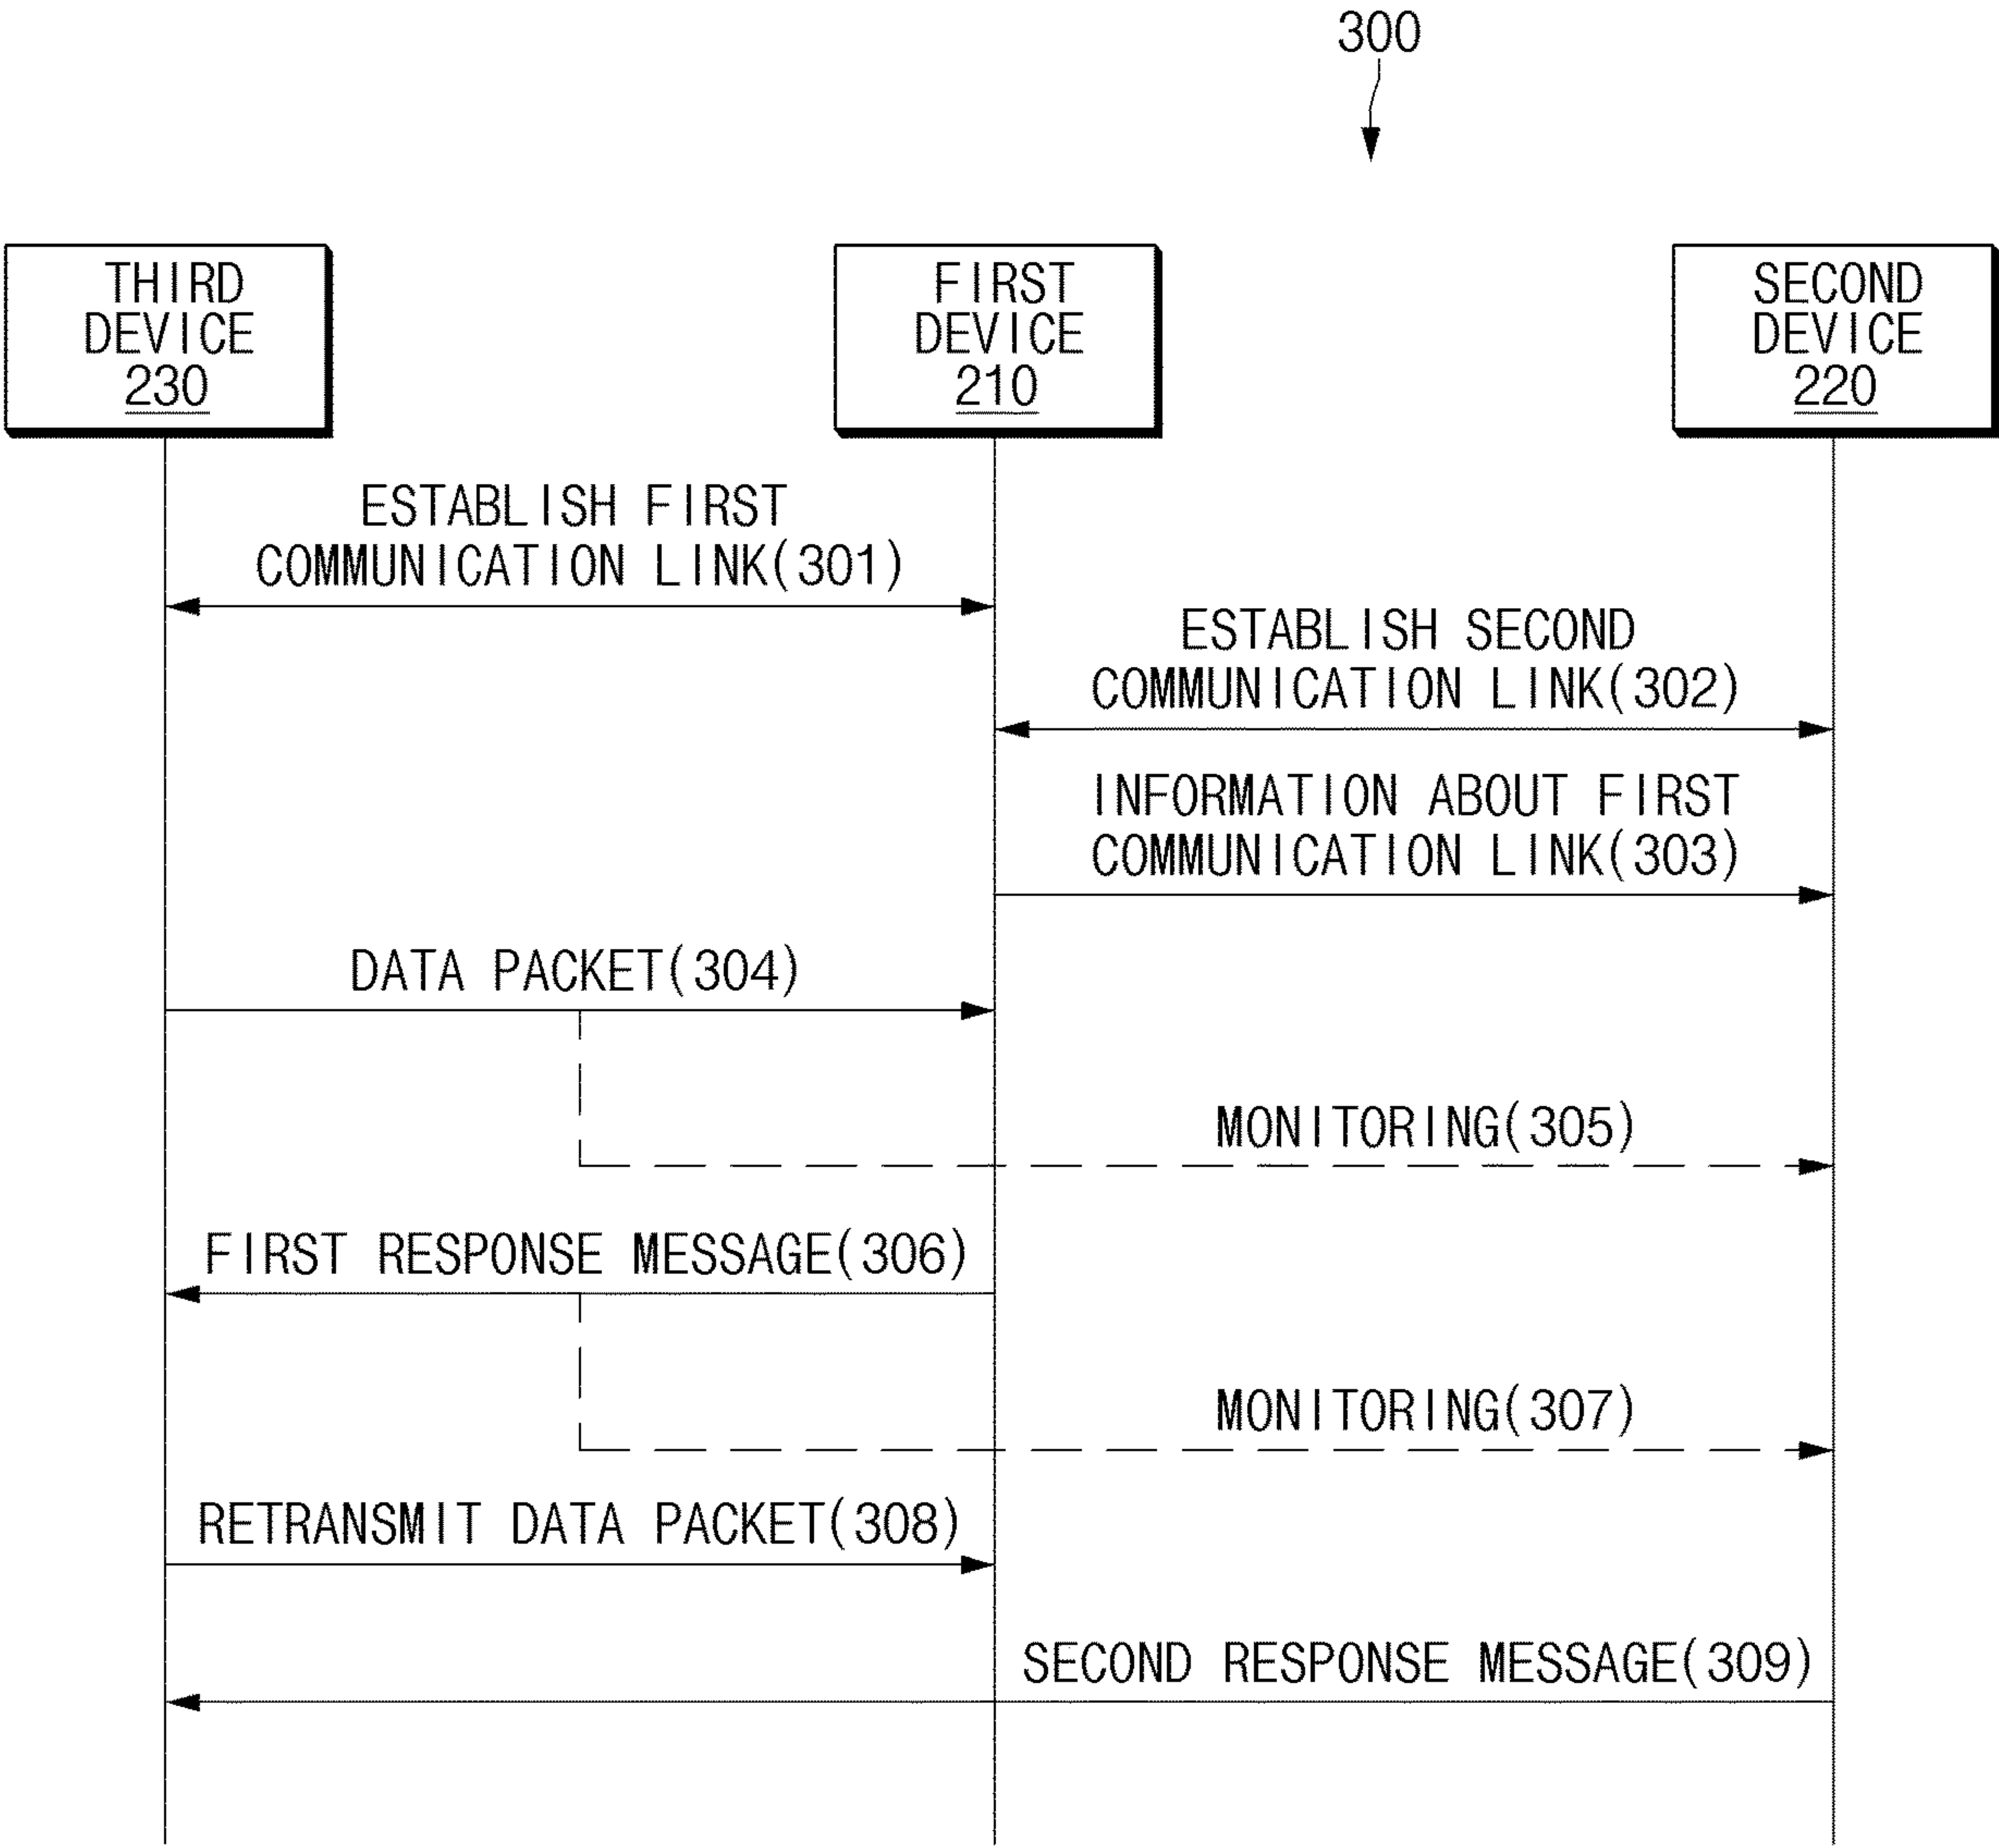 300
THIRD
DEVICE
230
FIRST
DEVICE
210
SECOND
DEVICE
220
ESTABLISH FIRST
COMMUNICATION LINK(301)
ESTABLISH SECOND
COMMUNICATION LINK(302)
INFORMATION ABOUT FIRST
COMMUNICATION LINK(303)
DATA PACKET(304)
MONITORING(305)
FIRST RESPONSE MESSAGE(306)
MONITORING(307)
RETRANSMIT DATA PACKET(308)
SECOND RESPONSE MESSAGE(309)